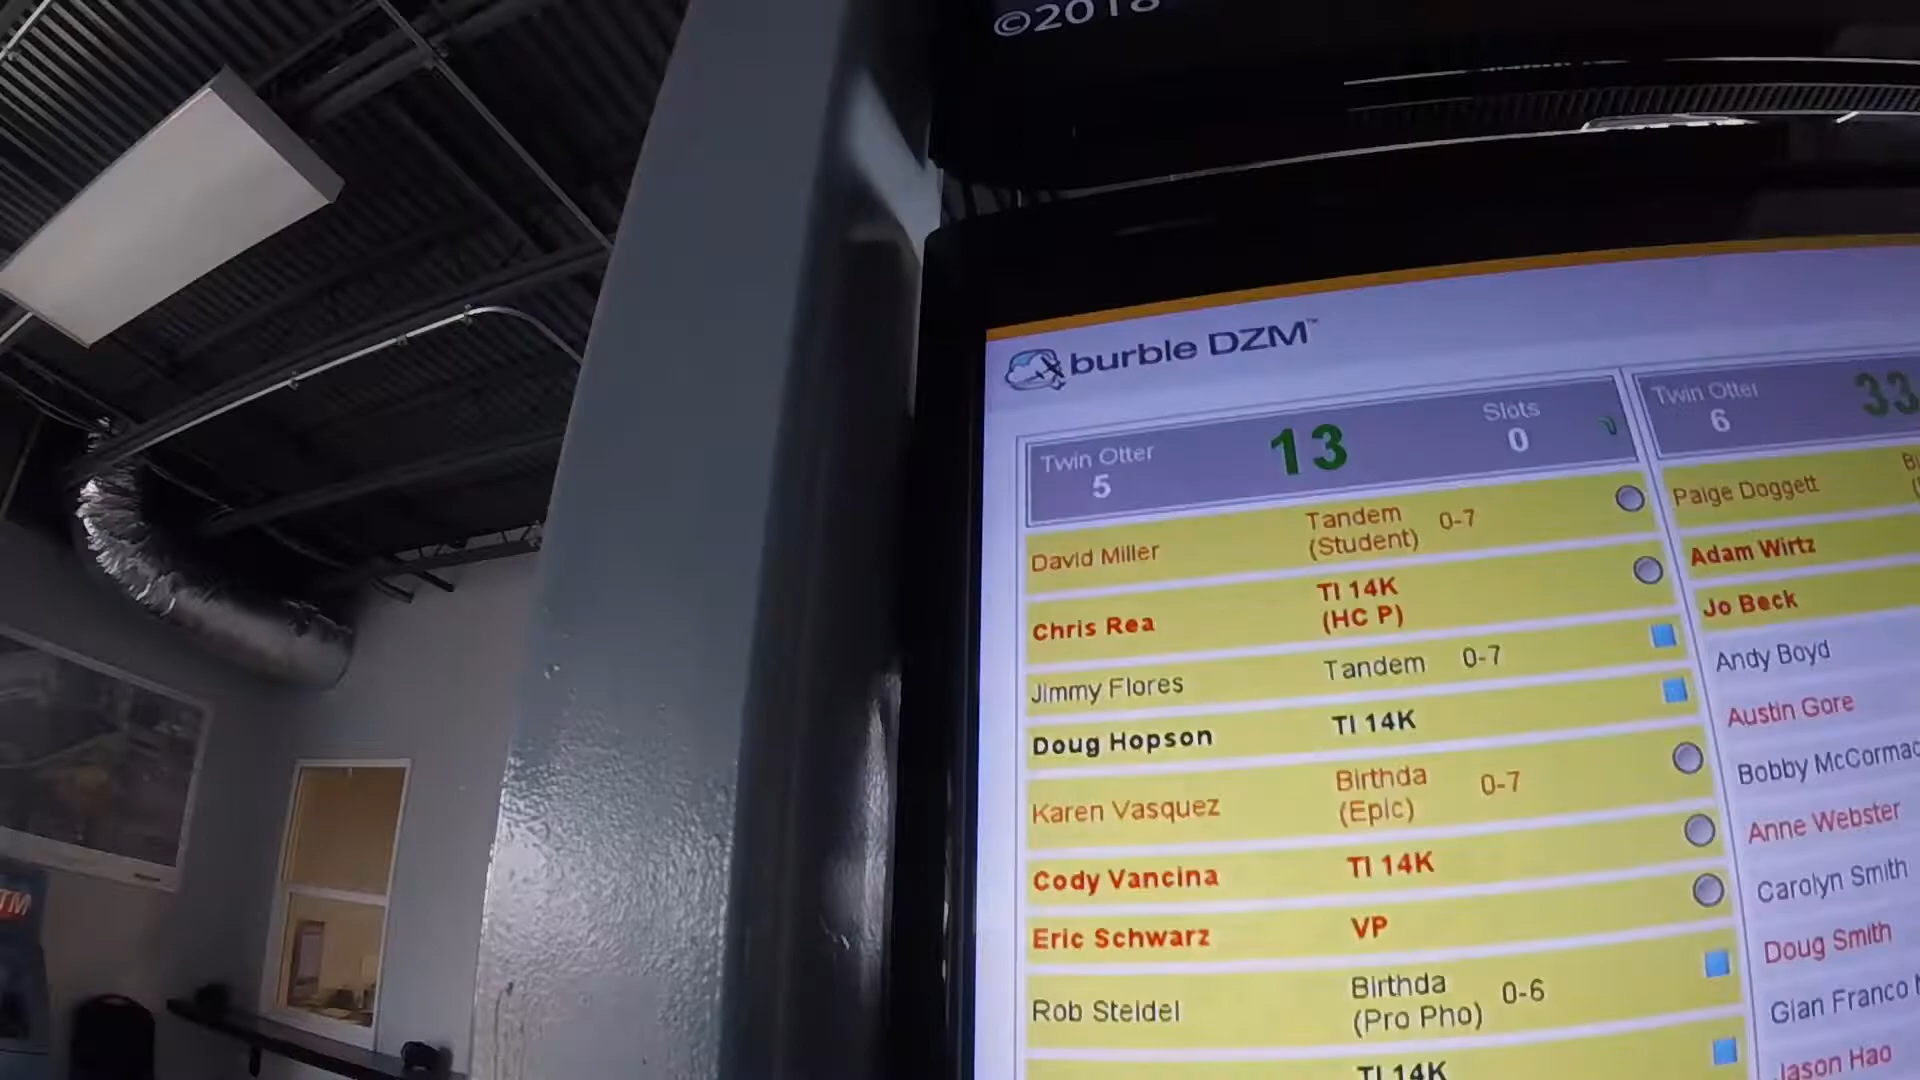 ©2018
burble DZM™
Twin Otter
5
13
Slots
0
David Miller Tandem (Student) 0-7
Chris Rea TI 14K (HC P)
Jimmy Flores Tandem 0-7
Doug Hopson TI 14K
Karen Vasquez Birthda (Epic) 0-7
Cody Vancina TI 14K
Eric Schwarz VP
Rob Steidel Birthda (Pro Pho) 0-6
TI 14K
Twin Otter
6
33
Paige Doggett
Adam Wirtz
Jo Beck
Andy Boyd
Austin Gore
Bobby McCormac
Anne Webster
Carolyn Smith
Doug Smith
Gian Franco
Jason Hao
TM